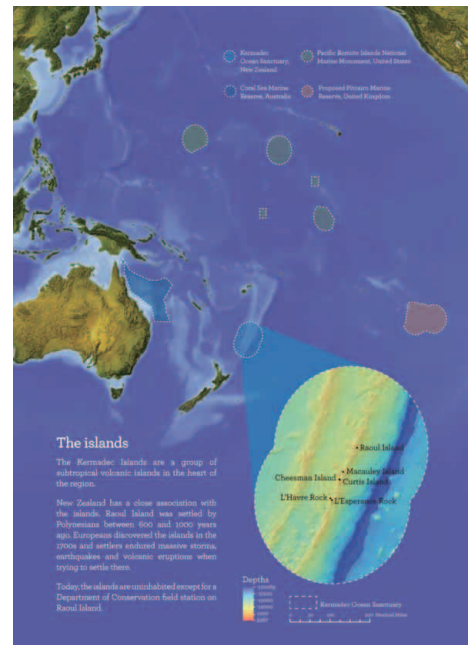 Kermadec
Ocean Sanctuary,
New Zealand
Pacific Remote Islands National
Marine Monument, United States
Coral Sea Marine
Reserve, Australia
Proposed Pitcairn Marine
Reserve, United Kingdom
Raoul Island
Macauley Island
Cheesman Island
Curtis Island
L'Havre Rock
L'Esperance Rock
The islands
The Kermadec Islands are a group of
subtropical volcanic islands in the heart of
the region.
New Zealand has a close association with
the islands. Raoul Island was settled by
Polynesians between 600 and 1000 years
ago. Europeans discovered the islands in the
1700s and settlers endured massive storms,
earthquakes and volcanic eruptions when
trying to settle there.
Today, the islands are uninhabited except for a
Department of Conservation field station on
Raoul Island.
Depths
Kermadec Ocean Sanctuary
Nautical Miles